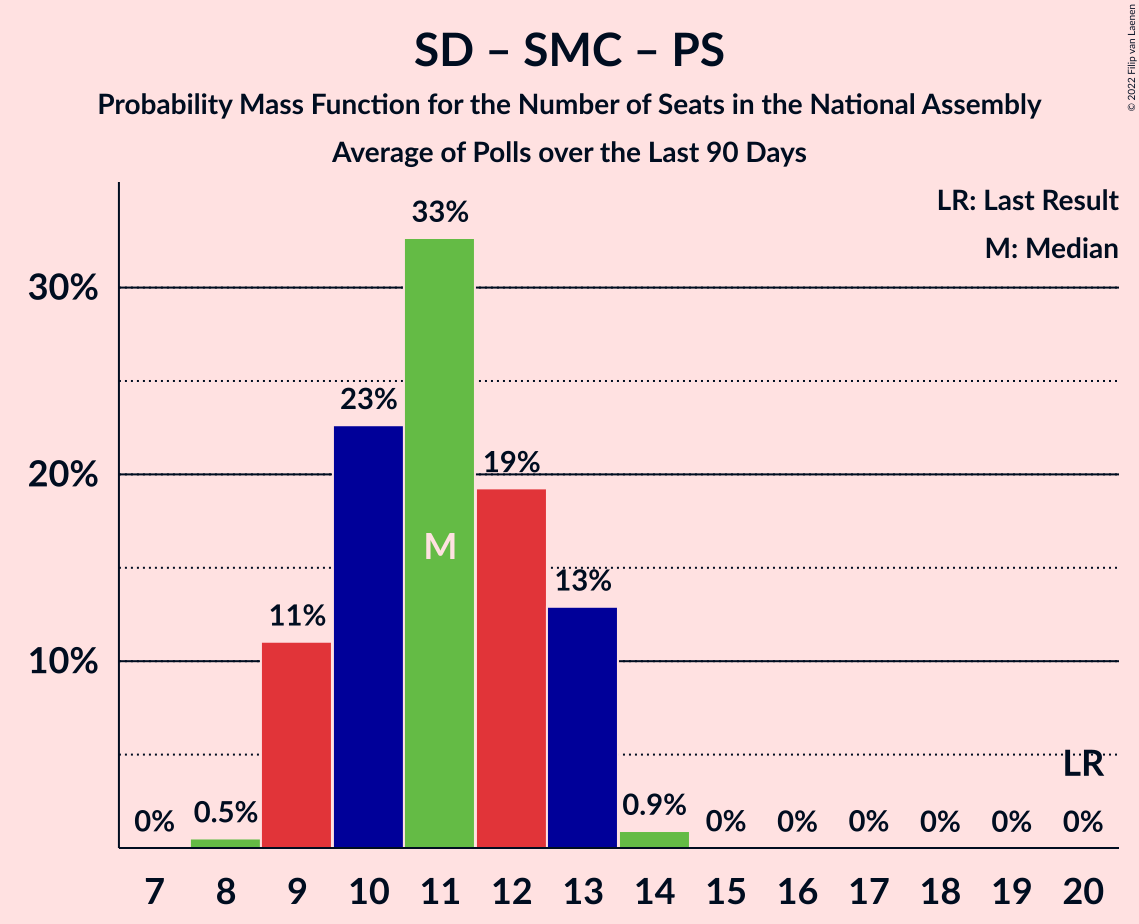 SD – SMC – PS
Probability Mass Function for the Number of Seats in the National Assembly
Average of Polls over the Last 90 Days
© 2022 Filip van Laenen
LR: Last Result
M: Median
33%
30%
23%
20%
19%
M
13%
11%
10%
LR
0%
0.5%
0.9%
0%
0%
0%
0%
0%
0%
7 8 9 10 11 12 13 14 15 16 17 18 19 20